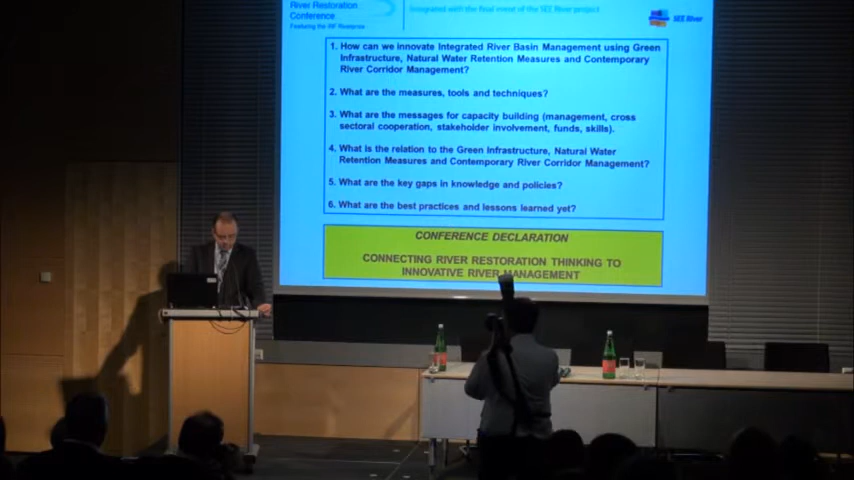 River Restoration
Conference
Integrated with the final event of the SEE River project
SEE River
1. How can we innovate Integrated River Basin Management using Green
Infrastructure, Natural Water Retention Measures and Contemporary
River Corridor Management?
2. What are the measures, tools and techniques?
3. What are the messages for capacity building (management, cross
sectoral cooperation, stakeholder involvement, funds, skills).
4. What is the relation to the Green Infrastructure, Natural Water
Retention Measures and Contemporary River Corridor Management?
5. What are the key gaps in knowledge and policies?
6. What are the best practices and lessons learned yet?
CONFERENCE DECLARATION
CONNECTING RIVER RESTORATION THINKING TO
INNOVATIVE RIVER MANAGEMENT